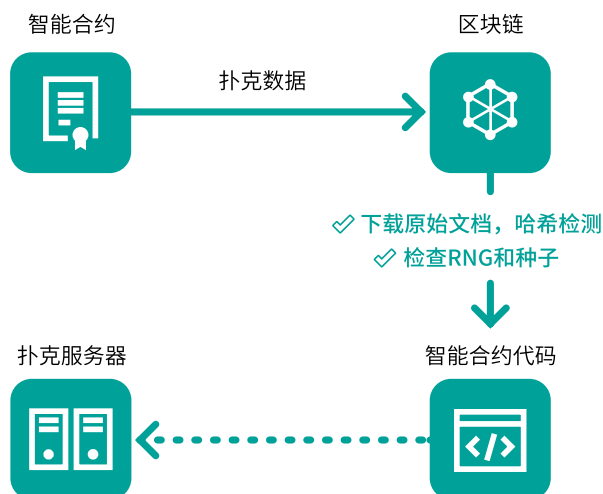 智能合约
区块链
扑克数据
下载原始文档，哈希检测
检查RNG和种子
扑克服务器
智能合约代码